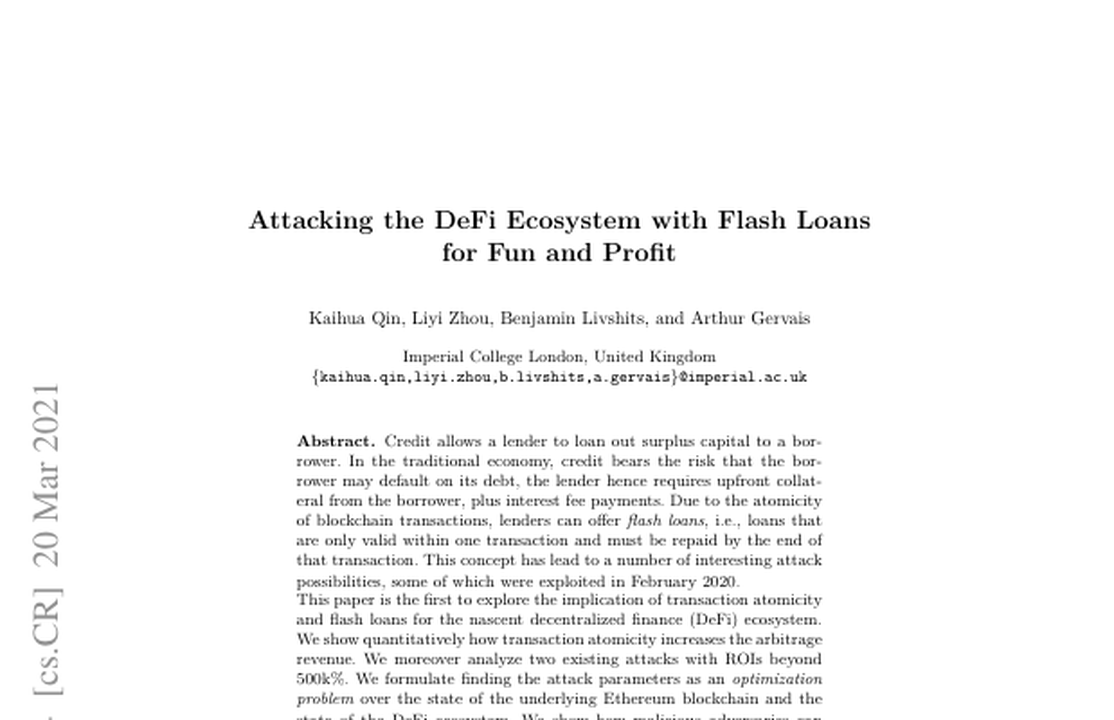 Attacking the DeFi Ecosystem with Flash Loans
for Fun and Profit
Kaihua Qin, Liyi Zhou, Benjamin Livshits, and Arthur Gervais
Imperial College London, United Kingdom
{kaihua.qin,liyi.zhou,b.livshits,a.gervais}@imperial.ac.uk
Abstract. Credit allows a lender to loan out surplus capital to a bor-
rower. In the traditional economy, credit bears the risk that the bor-
rower may default on its debt, the lender hence requires upfront collat-
eral from the borrower, plus interest fee payments. Due to the atomicity
of blockchain transactions, lenders can offer flash loans, i.e., loans that
are only valid within one transaction and must be repaid by the end of
that transaction. This concept has lead to a number of interesting attack
possibilities, some of which were exploited in February 2020.
This paper is the first to explore the implication of transaction atomicity
and flash loans for the nascent decentralized finance (DeFi) ecosystem.
We show quantitatively how transaction atomicity increases the arbitrage
revenue. We moreover analyze two existing attacks with ROIs beyond
500k%. We formulate finding the attack parameters as an optimization
problem over the state of the underlying Ethereum blockchain and the
[cs.CR] 20 Mar 2021